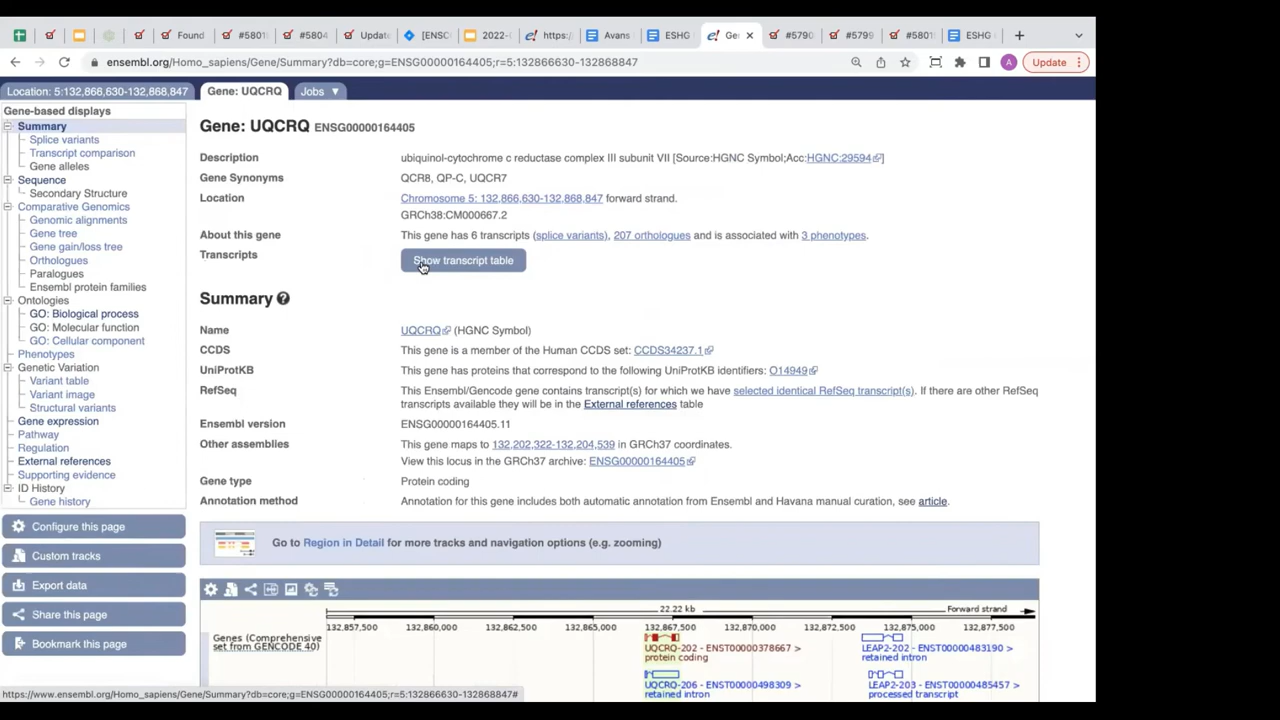 Found
#5801
#5804
Update
[ENSC
2022-
https:
Avans
ESHG
Ge
#5790
#5799
#5801
ESHG
ensembl.org/Homo_sapiens/Gene/Summary?db=core;g=ENSG00000164405;r=5:132866630-132868847
A
Update
Location: 5:132,866,630-132,868,847
Gene: UQCRQ
Jobs ▼
Gene-based displays
Summary
Splice variants
Transcript comparison
Gene alleles
Sequence
Secondary Structure
Comparative Genomics
Genomic alignments
Gene tree
Gene gain/loss tree
Orthologues
Paralogues
Ensembl protein families
Ontologies
GO: Biological process
GO: Molecular function
GO: Cellular component
Phenotypes
Genetic Variation
Variant table
Variant image
Structural variants
Gene expression
Pathway
Regulation
External references
Supporting evidence
ID History
Gene history
Configure this page
Custom tracks
Export data
Share this page
Bookmark this page
Gene: UQCRQ ENSG00000164405
Description ubiquinol-cytochrome c reductase complex III subunit VII [Source:HGNC Symbol;Acc:HGNC:29594]
Gene Synonyms QCR8, QP-C, UQCR7
Location Chromosome 5: 132,866,630-132,868,847 forward strand.
GRCh38:CM000667.2
About this gene This gene has 6 transcripts (splice variants), 207 orthologues and is associated with 3 phenotypes.
Transcripts Show transcript table
Summary
Name UQCRQ (HGNC Symbol)
CCDS This gene is a member of the Human CCDS set: CCDS34237.1
UniProtKB This gene has proteins that correspond to the following UniProtKB identifiers: O14949
RefSeq This Ensembl/Gencode gene contains transcript(s) for which we have selected identical RefSeq transcript(s). If there are other RefSeq
transcripts available they will be in the External references table
Ensembl version ENSG00000164405.11
Other assemblies This gene maps to 132,202,322-132,204,539 in GRCh37 coordinates.
View this locus in the GRCh37 archive: ENSG00000164405
Gene type Protein coding
Annotation method Annotation for this gene includes both automatic annotation from Ensembl and Havana manual curation, see article.
Go to Region in Detail for more tracks and navigation options (e.g. zooming)
22.22 kb Forward strand
132,857,500 132,860,000 132,862,500 132,865,000 132,867,500 132,870,000 132,872,500 132,875,000 132,877,500
Genes (Comprehensive
set from GENCODE 40)
UQCRQ-202 - ENST00000378667 >
protein coding
LEAP2-202 - ENST00000483190 >
retained intron
UQCRQ-206 - ENST00000498309 >
retained intron
LEAP2-203 - ENST00000485457 >
processed transcript
https://www.ensembl.org/Homo_sapiens/Gene/Summary?db=core;g=ENSG00000164405;r=5:132866630-132868847#